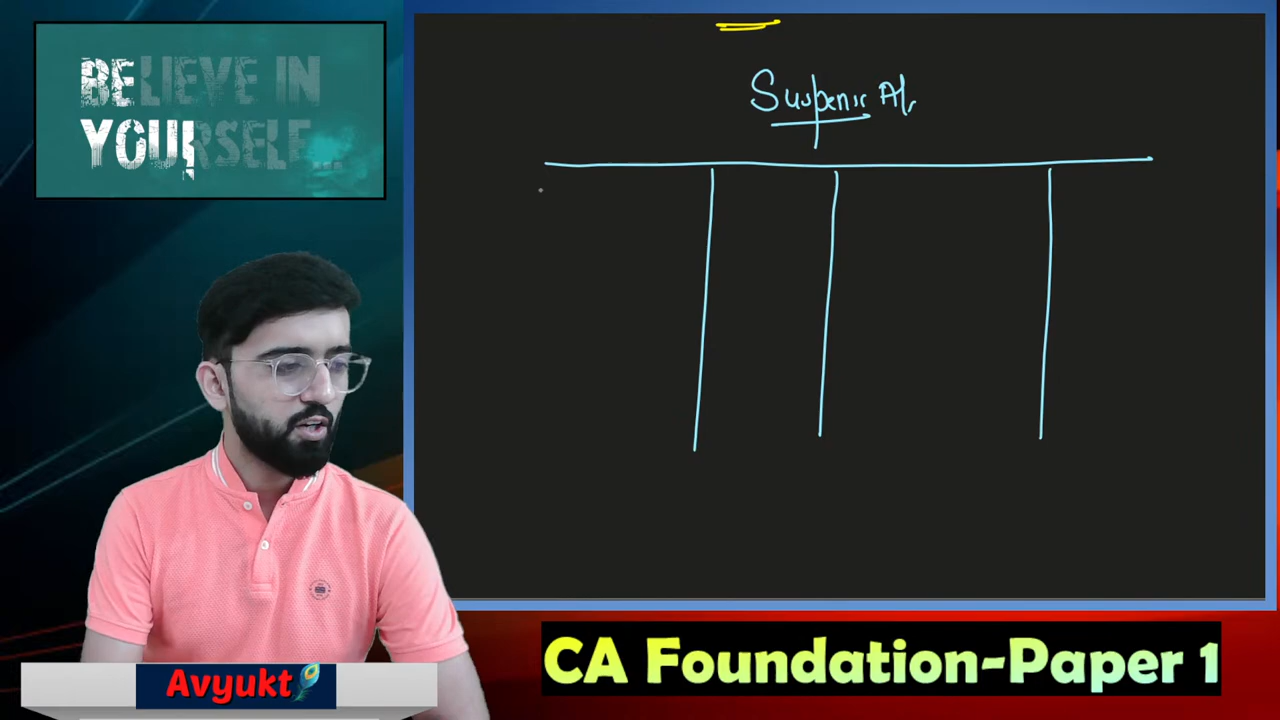 BELIEVE IN
YOURSELF...
Suspense A/c
Avyukt
CA Foundation-Paper 1